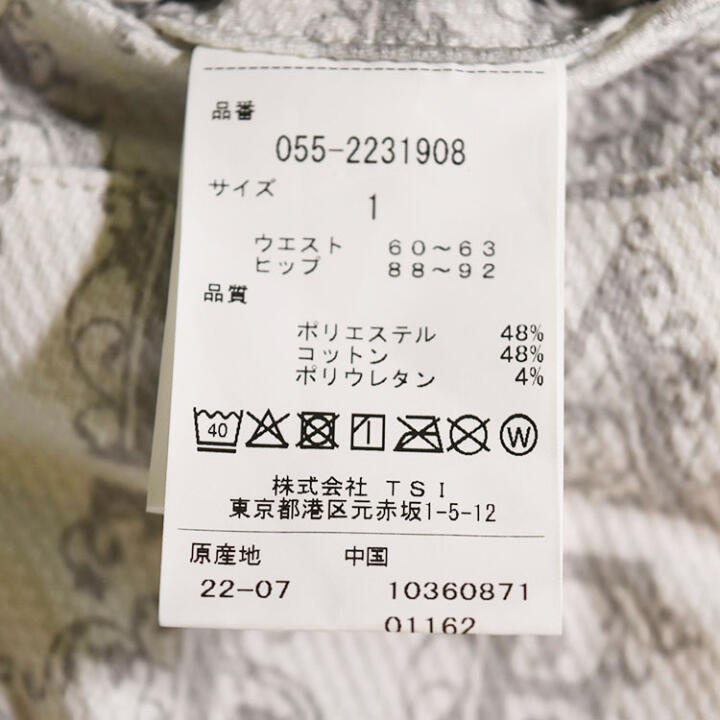 品番
055-2231908
サイズ
1
ウエスト 60～63
ヒップ 88～92
品質
ポリエステル 48%
コットン 48%
ポリウレタン 4%
40 W
株式会社 TSI
東京都港区元赤坂1-5-12
原産地 中国
22-07 10360871
01162